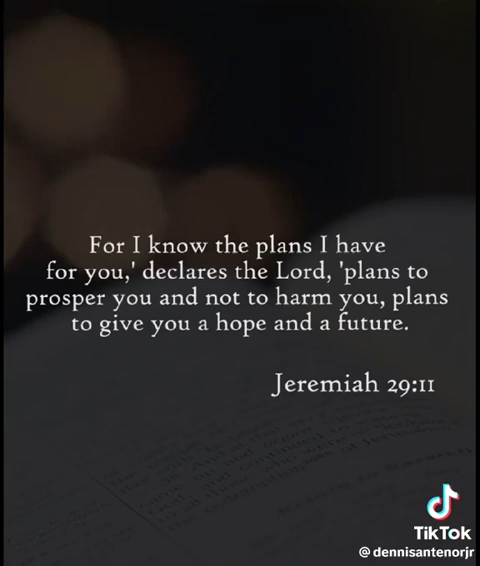 For I know the plans I have
for you,' declares the Lord, 'plans to
prosper you and not to harm you, plans
to give you a hope and a future.
Jeremiah 29:11
TikTok
@dennisantenorjr